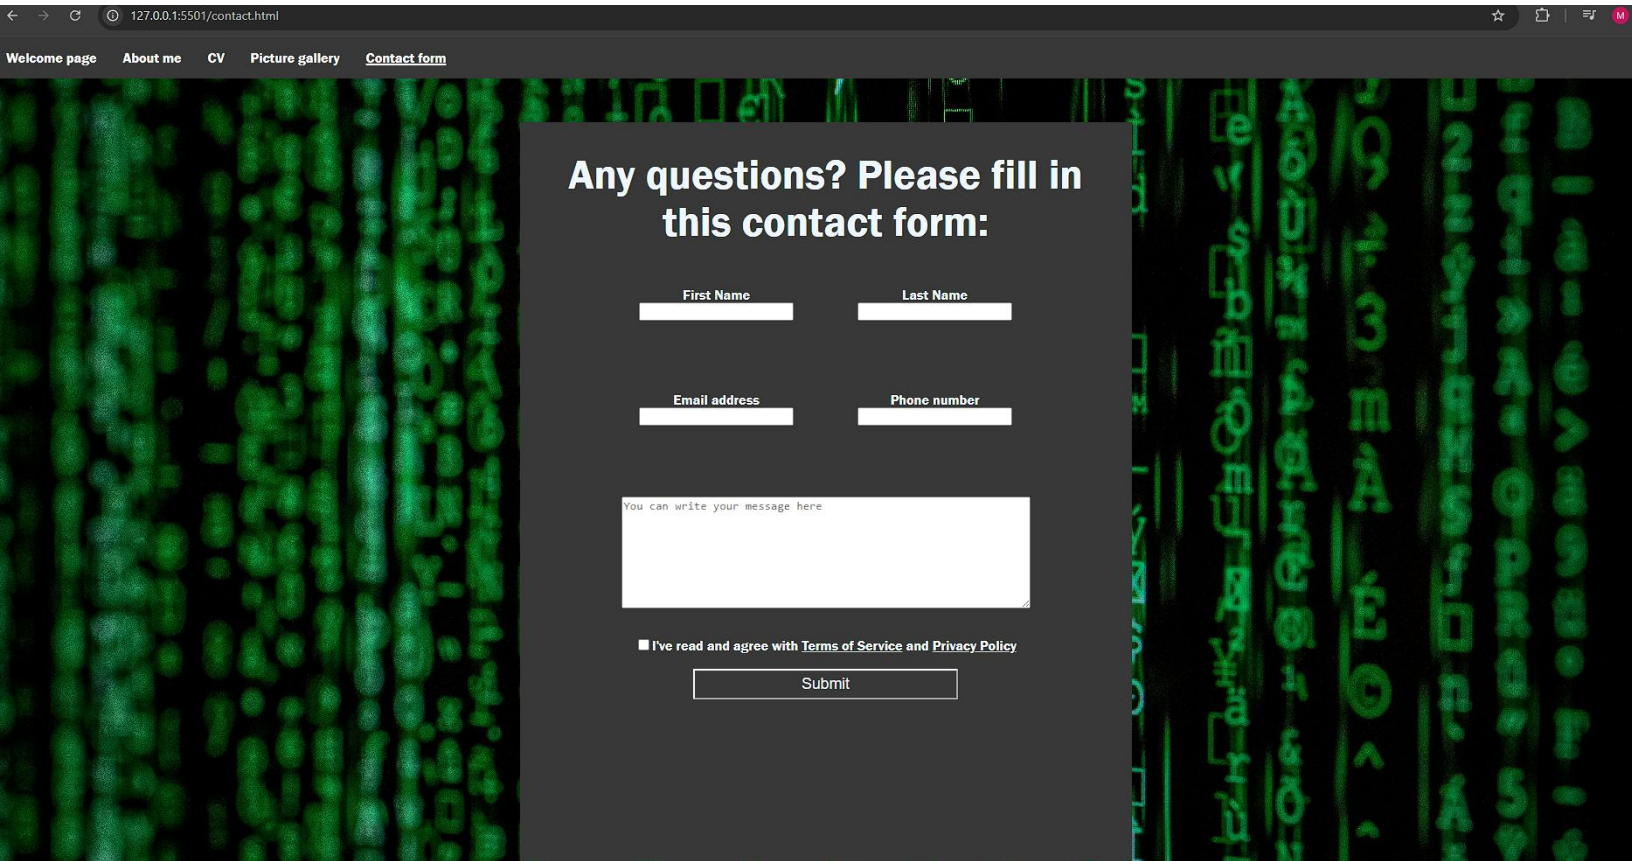 127.0.0.1:5501/contact.html
M
Welcome page About me CV Picture gallery Contact form
Any questions? Please fill in
this contact form:
First Name Last Name
Email address Phone number
You can write your message here
I've read and agree with Terms of Service and Privacy Policy
Submit